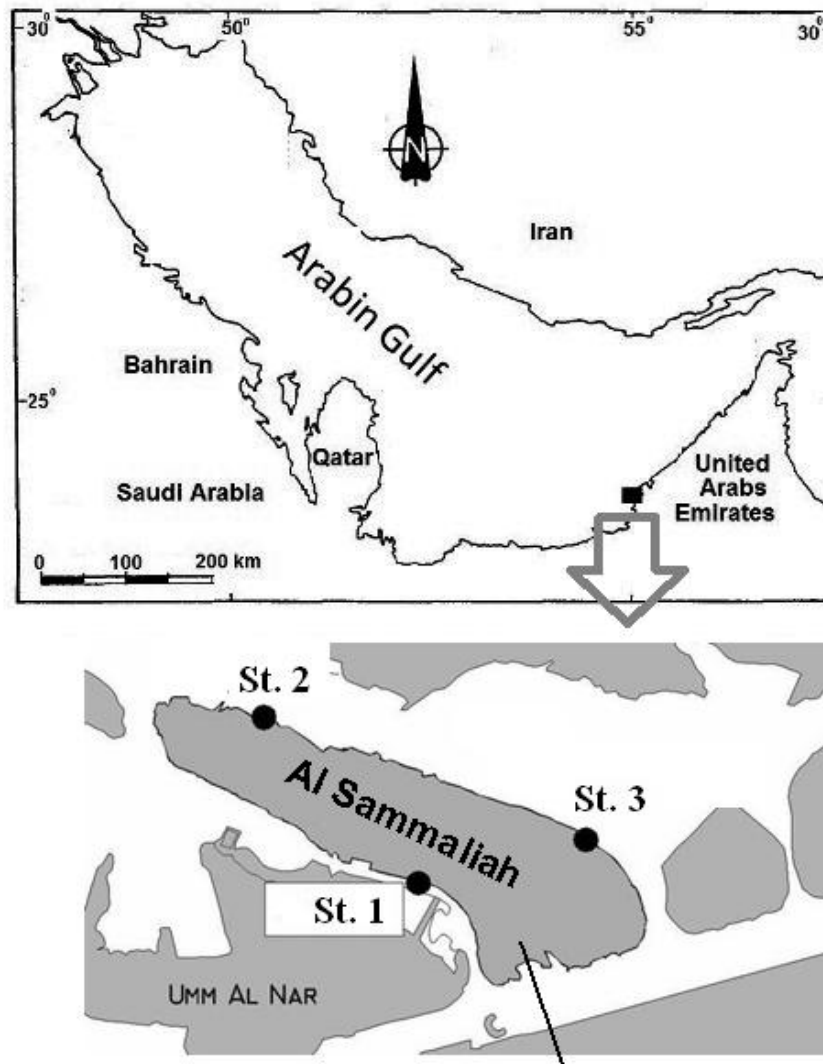 30°
50°
55°
30°
N
Iran
Arabin Gulf
Bahrain
25°
25°
Qatar
Saudi Arabia
United
Arabs
Emirates
0 100 200 km
St. 2
Al Sammaliah
St. 3
St. 1
UMM AL NAR